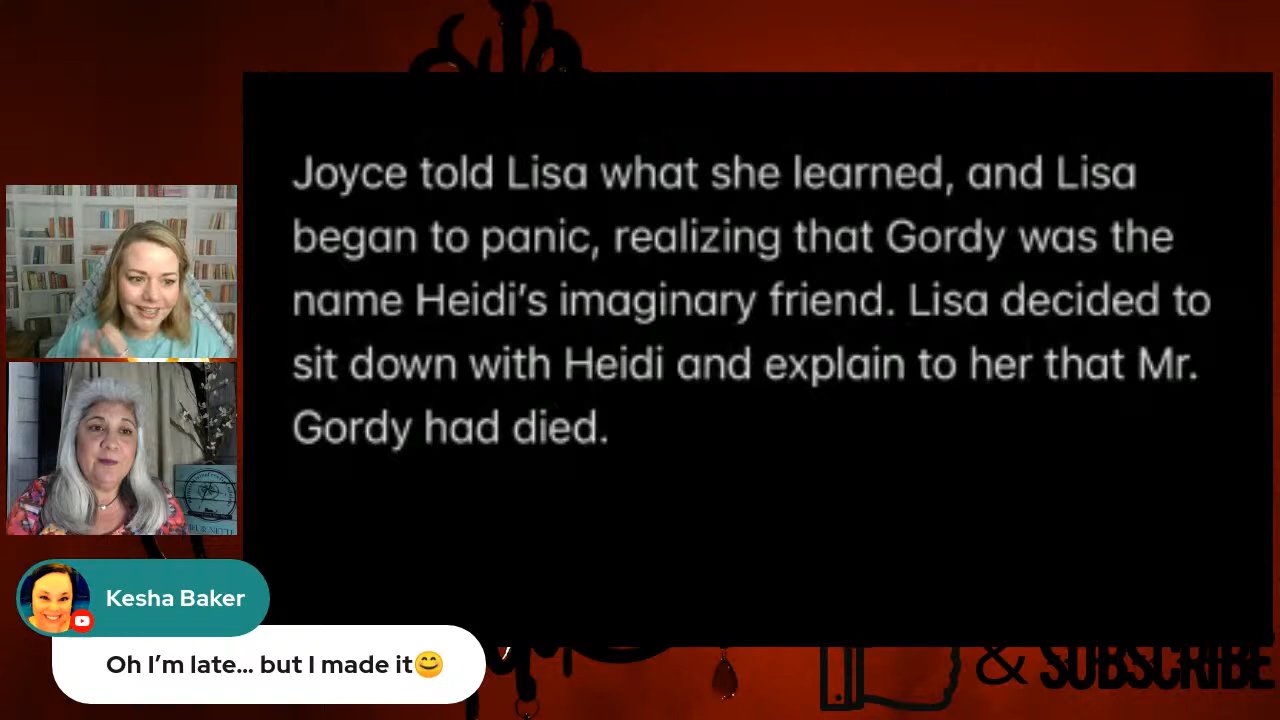 Joyce told Lisa what she learned, and Lisa
began to panic, realizing that Gordy was the
name Heidi's imaginary friend. Lisa decided to
sit down with Heidi and explain to her that Mr.
Gordy had died.
Kesha Baker
Oh I'm late... but I made it😊
& SUBSCRIBE